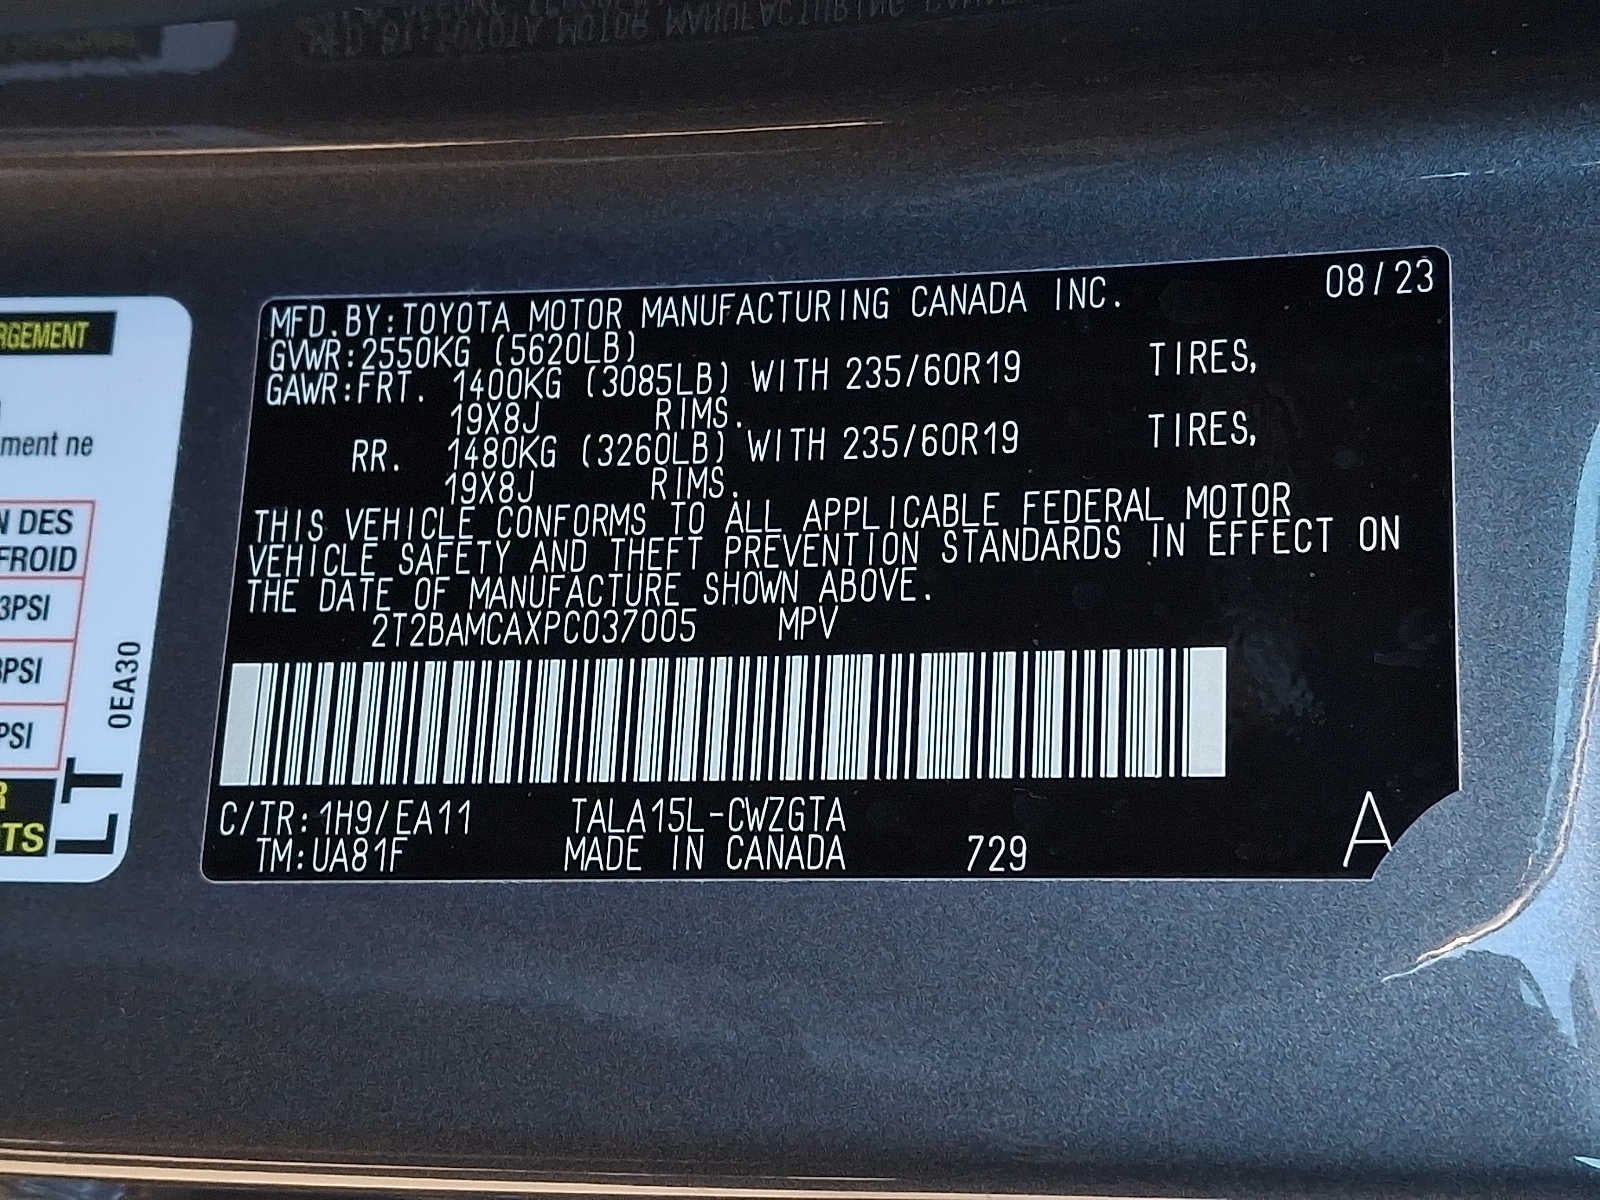 RGEMENT
ment ne
N DES
FROID
3PSI
PSI
PSI
R
TS
0EA30
LT
08/23
MFD.BY:TOYOTA MOTOR MANUFACTURING CANADA INC.
GVWR:2550KG (5620LB)
GAWR:FRT. 1400KG (3085LB) WITH 235/60R19 TIRES,
19X8J RIMS.
RR. 1480KG (3260LB) WITH 235/60R19 TIRES,
19X8J RIMS.
THIS VEHICLE CONFORMS TO ALL APPLICABLE FEDERAL MOTOR
VEHICLE SAFETY AND THEFT PREVENTION STANDARDS IN EFFECT ON
THE DATE OF MANUFACTURE SHOWN ABOVE.
2T2BAMCAXPC037005 MPV
C/TR:1H9/EA11 TALA15L-CWZGTA
TM:UA81F MADE IN CANADA 729
A